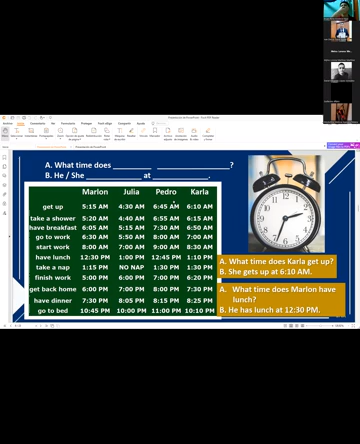 A. What time does ________ ________________?
B. He / She ____________ at ____________.
Marlon Julia Pedro Karla
get up 5:15 AM 4:30 AM 6:45 AM 6:10 AM
take a shower 5:20 AM 4:40 AM 6:55 AM 6:15 AM
have breakfast 6:05 AM 5:15 AM 7:30 AM 6:50 AM
go to work 6:30 AM 5:50 AM 8:00 AM 7:00 AM
start work 8:00 AM 7:00 AM 9:00 AM 8:30 AM
have lunch 12:30 PM 1:00 PM 12:45 PM 1:10 PM
take a nap 1:15 PM NO NAP 1:30 PM 1:30 PM
finish work 5:00 PM 6:00 PM 7:00 PM 6:20 PM
get back home 6:00 PM 7:00 PM 8:00 PM 7:30 PM
have dinner 7:30 PM 8:05 PM 8:15 PM 8:25 PM
go to bed 10:45 PM 10:00 PM 11:00 PM 10:10 PM
A. What time does Karla get up?
B. She gets up at 6:10 AM.
A. What time does Marlon have
lunch?
B. He has lunch at 12:30 PM.